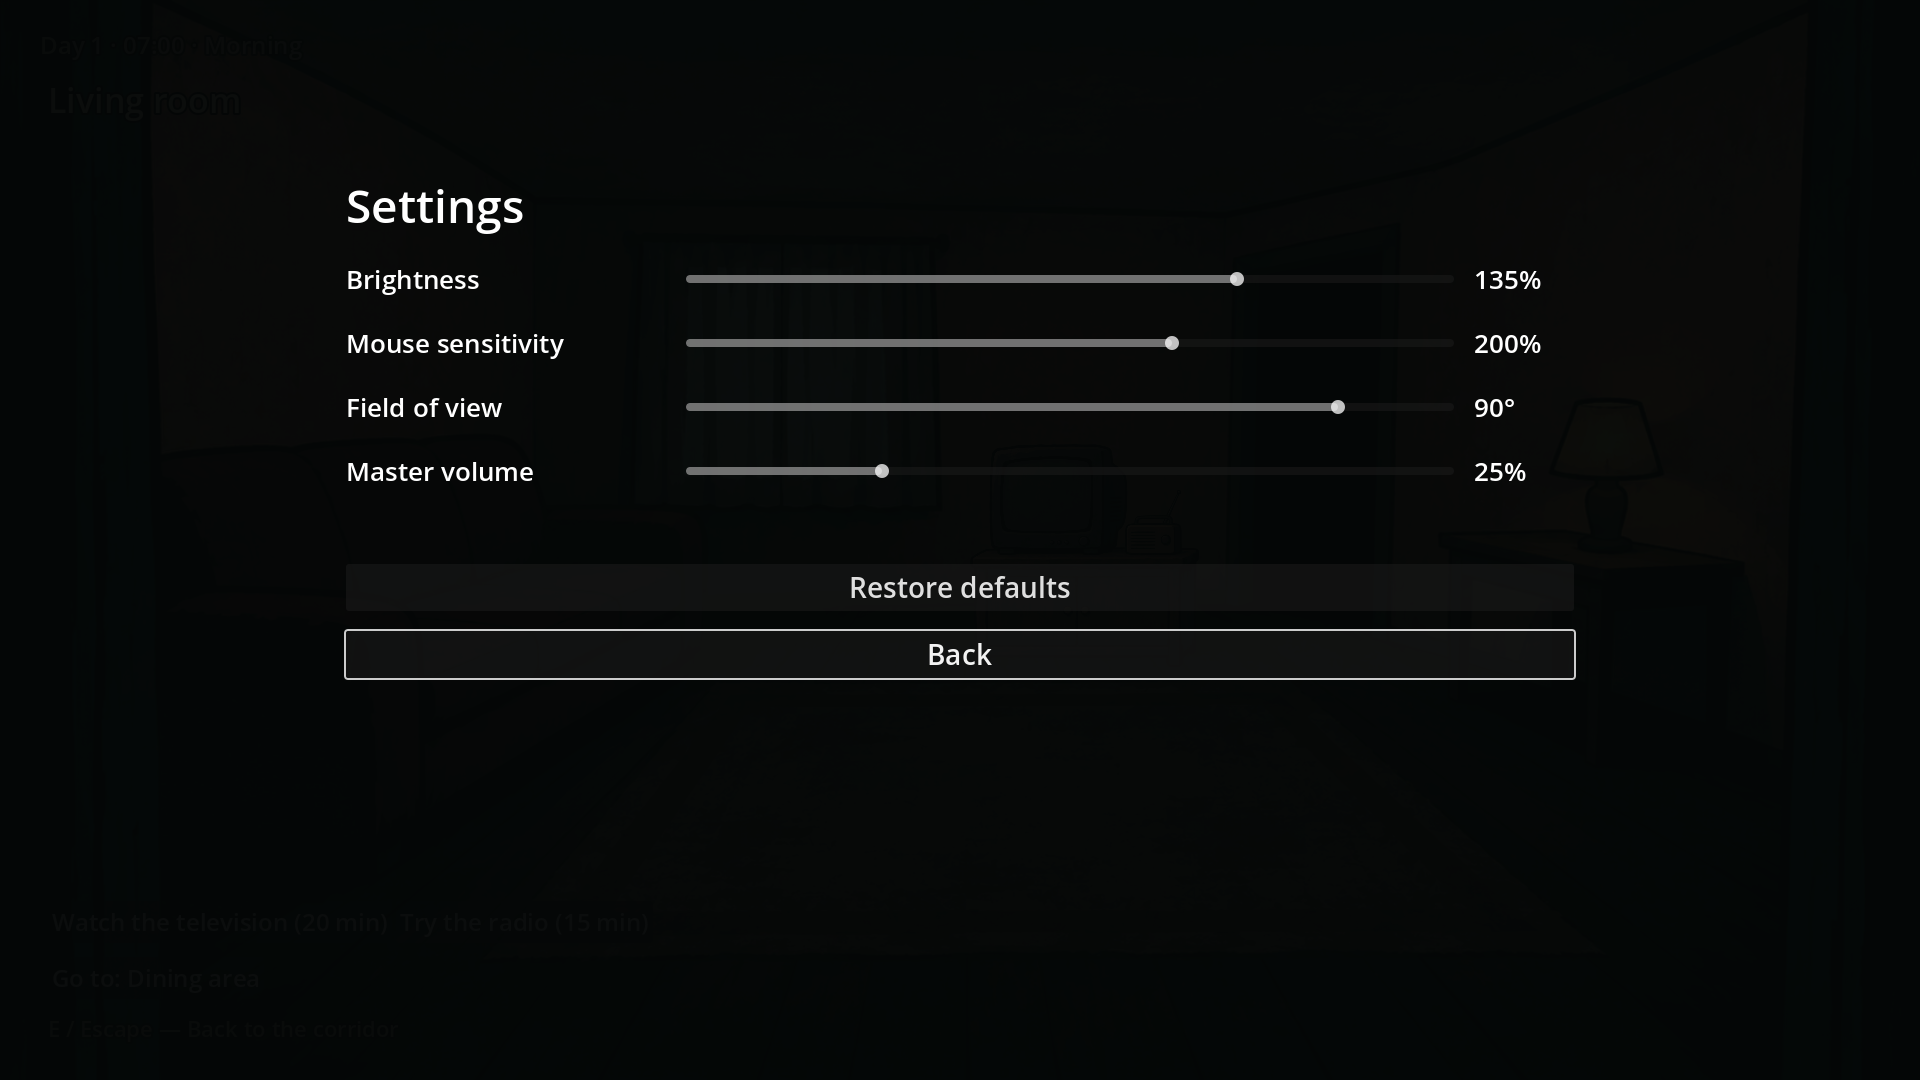 Day 1 · 07:00 · Morning
Living room
Settings
Brightness 135%
Mouse sensitivity 200%
Field of view 90°
Master volume 25%
Restore defaults
Back
Watch the television (20 min) Try the radio (15 min)
Go to: Dining area
E / Escape — Back to the corridor